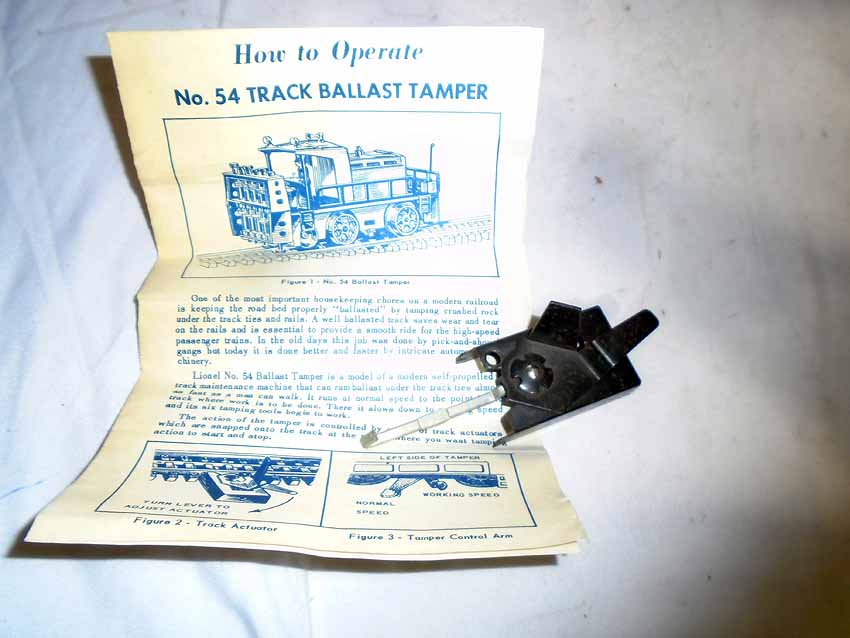 How to Operate
No. 54 TRACK BALLAST TAMPER
Figure 1 - No. 54 Ballast Tamper
One of the most important housekeeping chores on a modern railroad
is keeping the road bed properly "ballasted" by tamping crushed rock
under the track ties and rails. A well ballasted track saves wear and tear
on the rails and is essential to provide a smooth ride for the high-speed
passenger trains. In the old days this job was done by pick-and-shovel
gangs but today it is done better and faster by intricate
chinery.
Lionel No. 54 Ballast Tamper is a model of a modern self-propelled
track maintenance machine that can ram ballast under the track ties
as fast as a man can walk. It runs at normal speed to the
track where work is to be done. There it slows down to speed
and its six tamping tools begin to work.
The action of the tamper is controlled by of track actuators
which are snapped onto the track at the where you want tamping
action to start and stop.
TURN LEVER TO
ADJUST ACTUATOR
Figure 2 - Track Actuator
LEFT SIDE OF TAMPER
NORMAL
SPEED
WORKING SPEED
Figure 3 - Tamper Control Arm